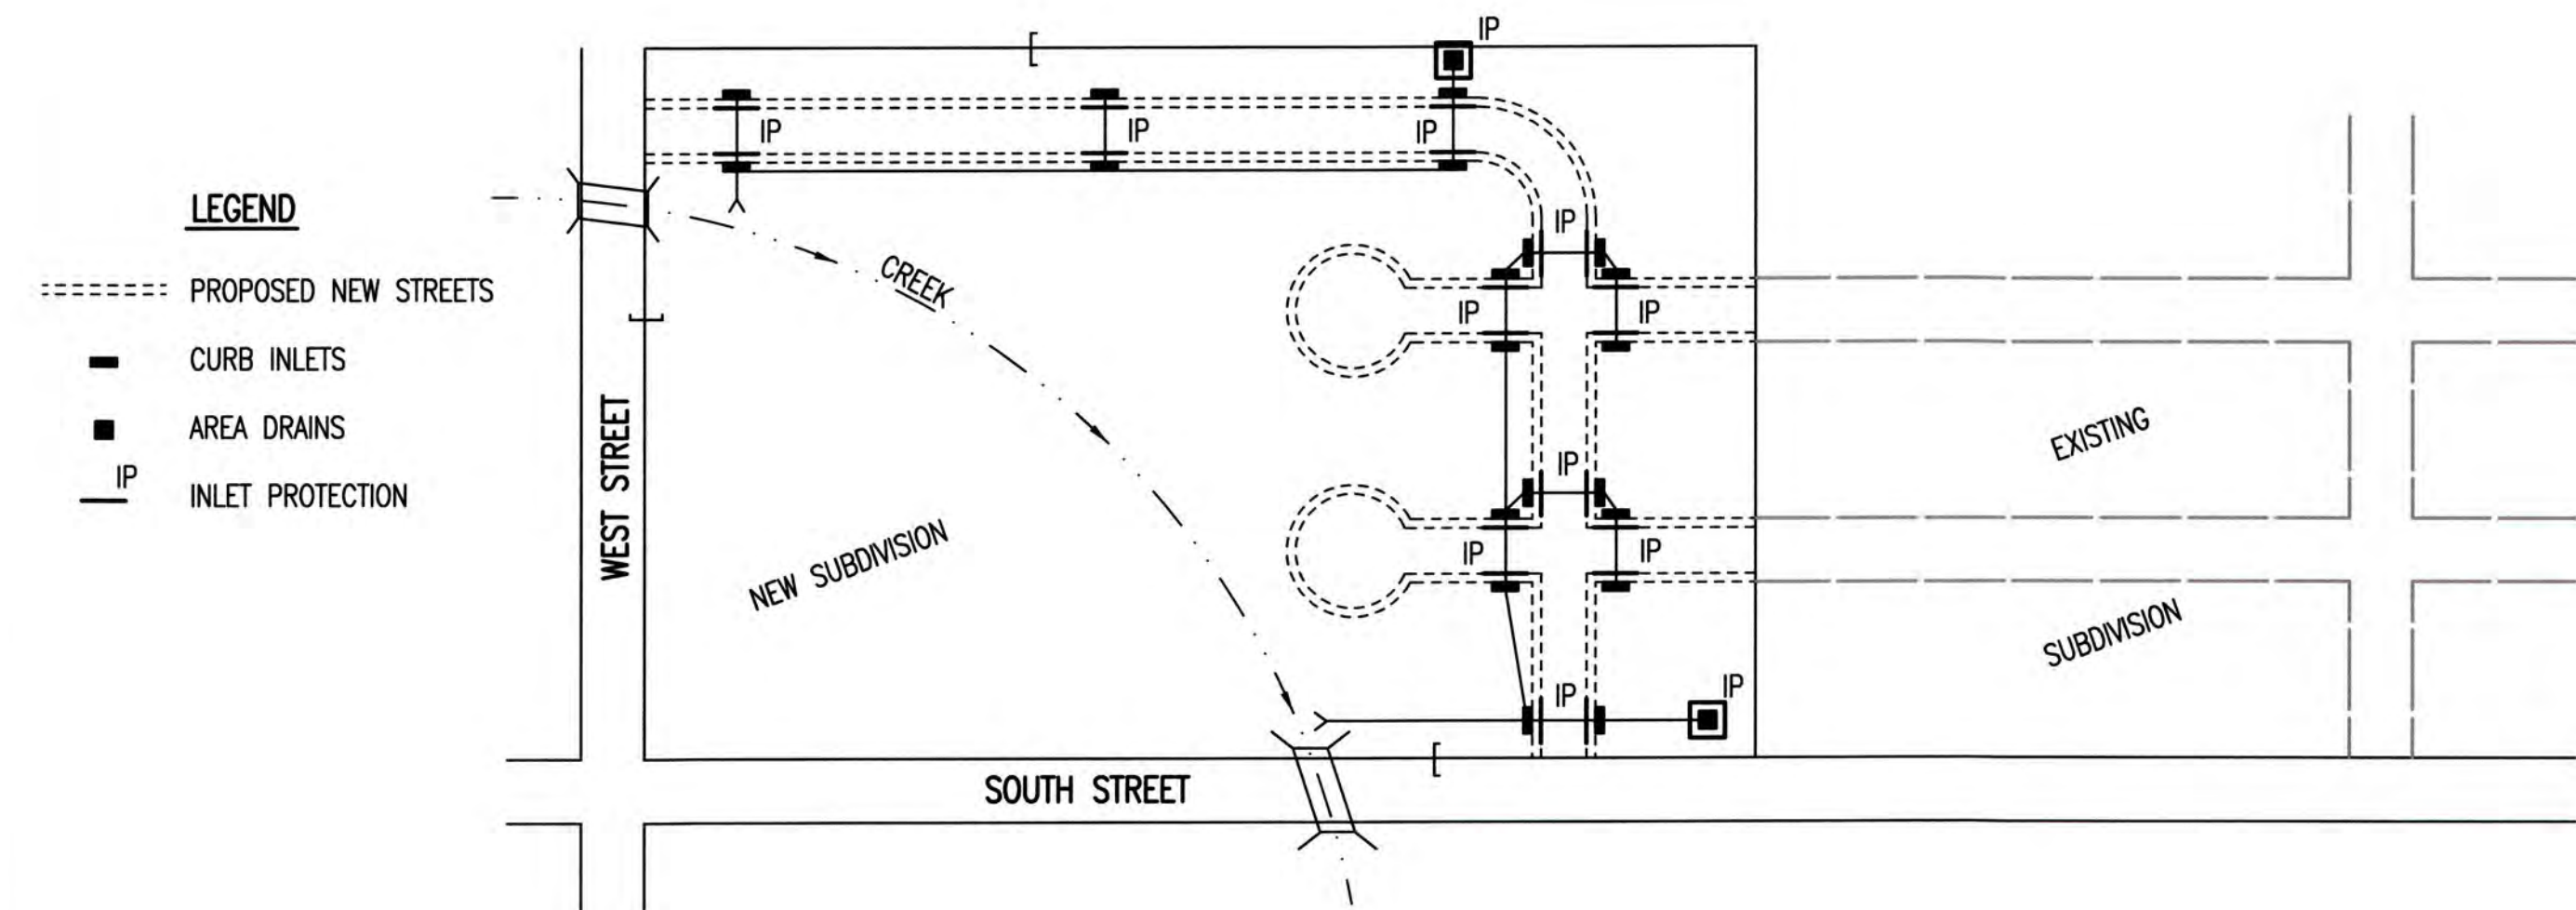 IP
IP
IP
IP
LEGEND
IP
PROPOSED NEW STREETS
CREEK
IP
IP
CURB INLETS
WEST STREET
AREA DRAINS
EXISTING
IP
IP
INLET PROTECTION
NEW SUBDIVISION
IP
IP
SUBDIVISION
IP
IP
SOUTH STREET